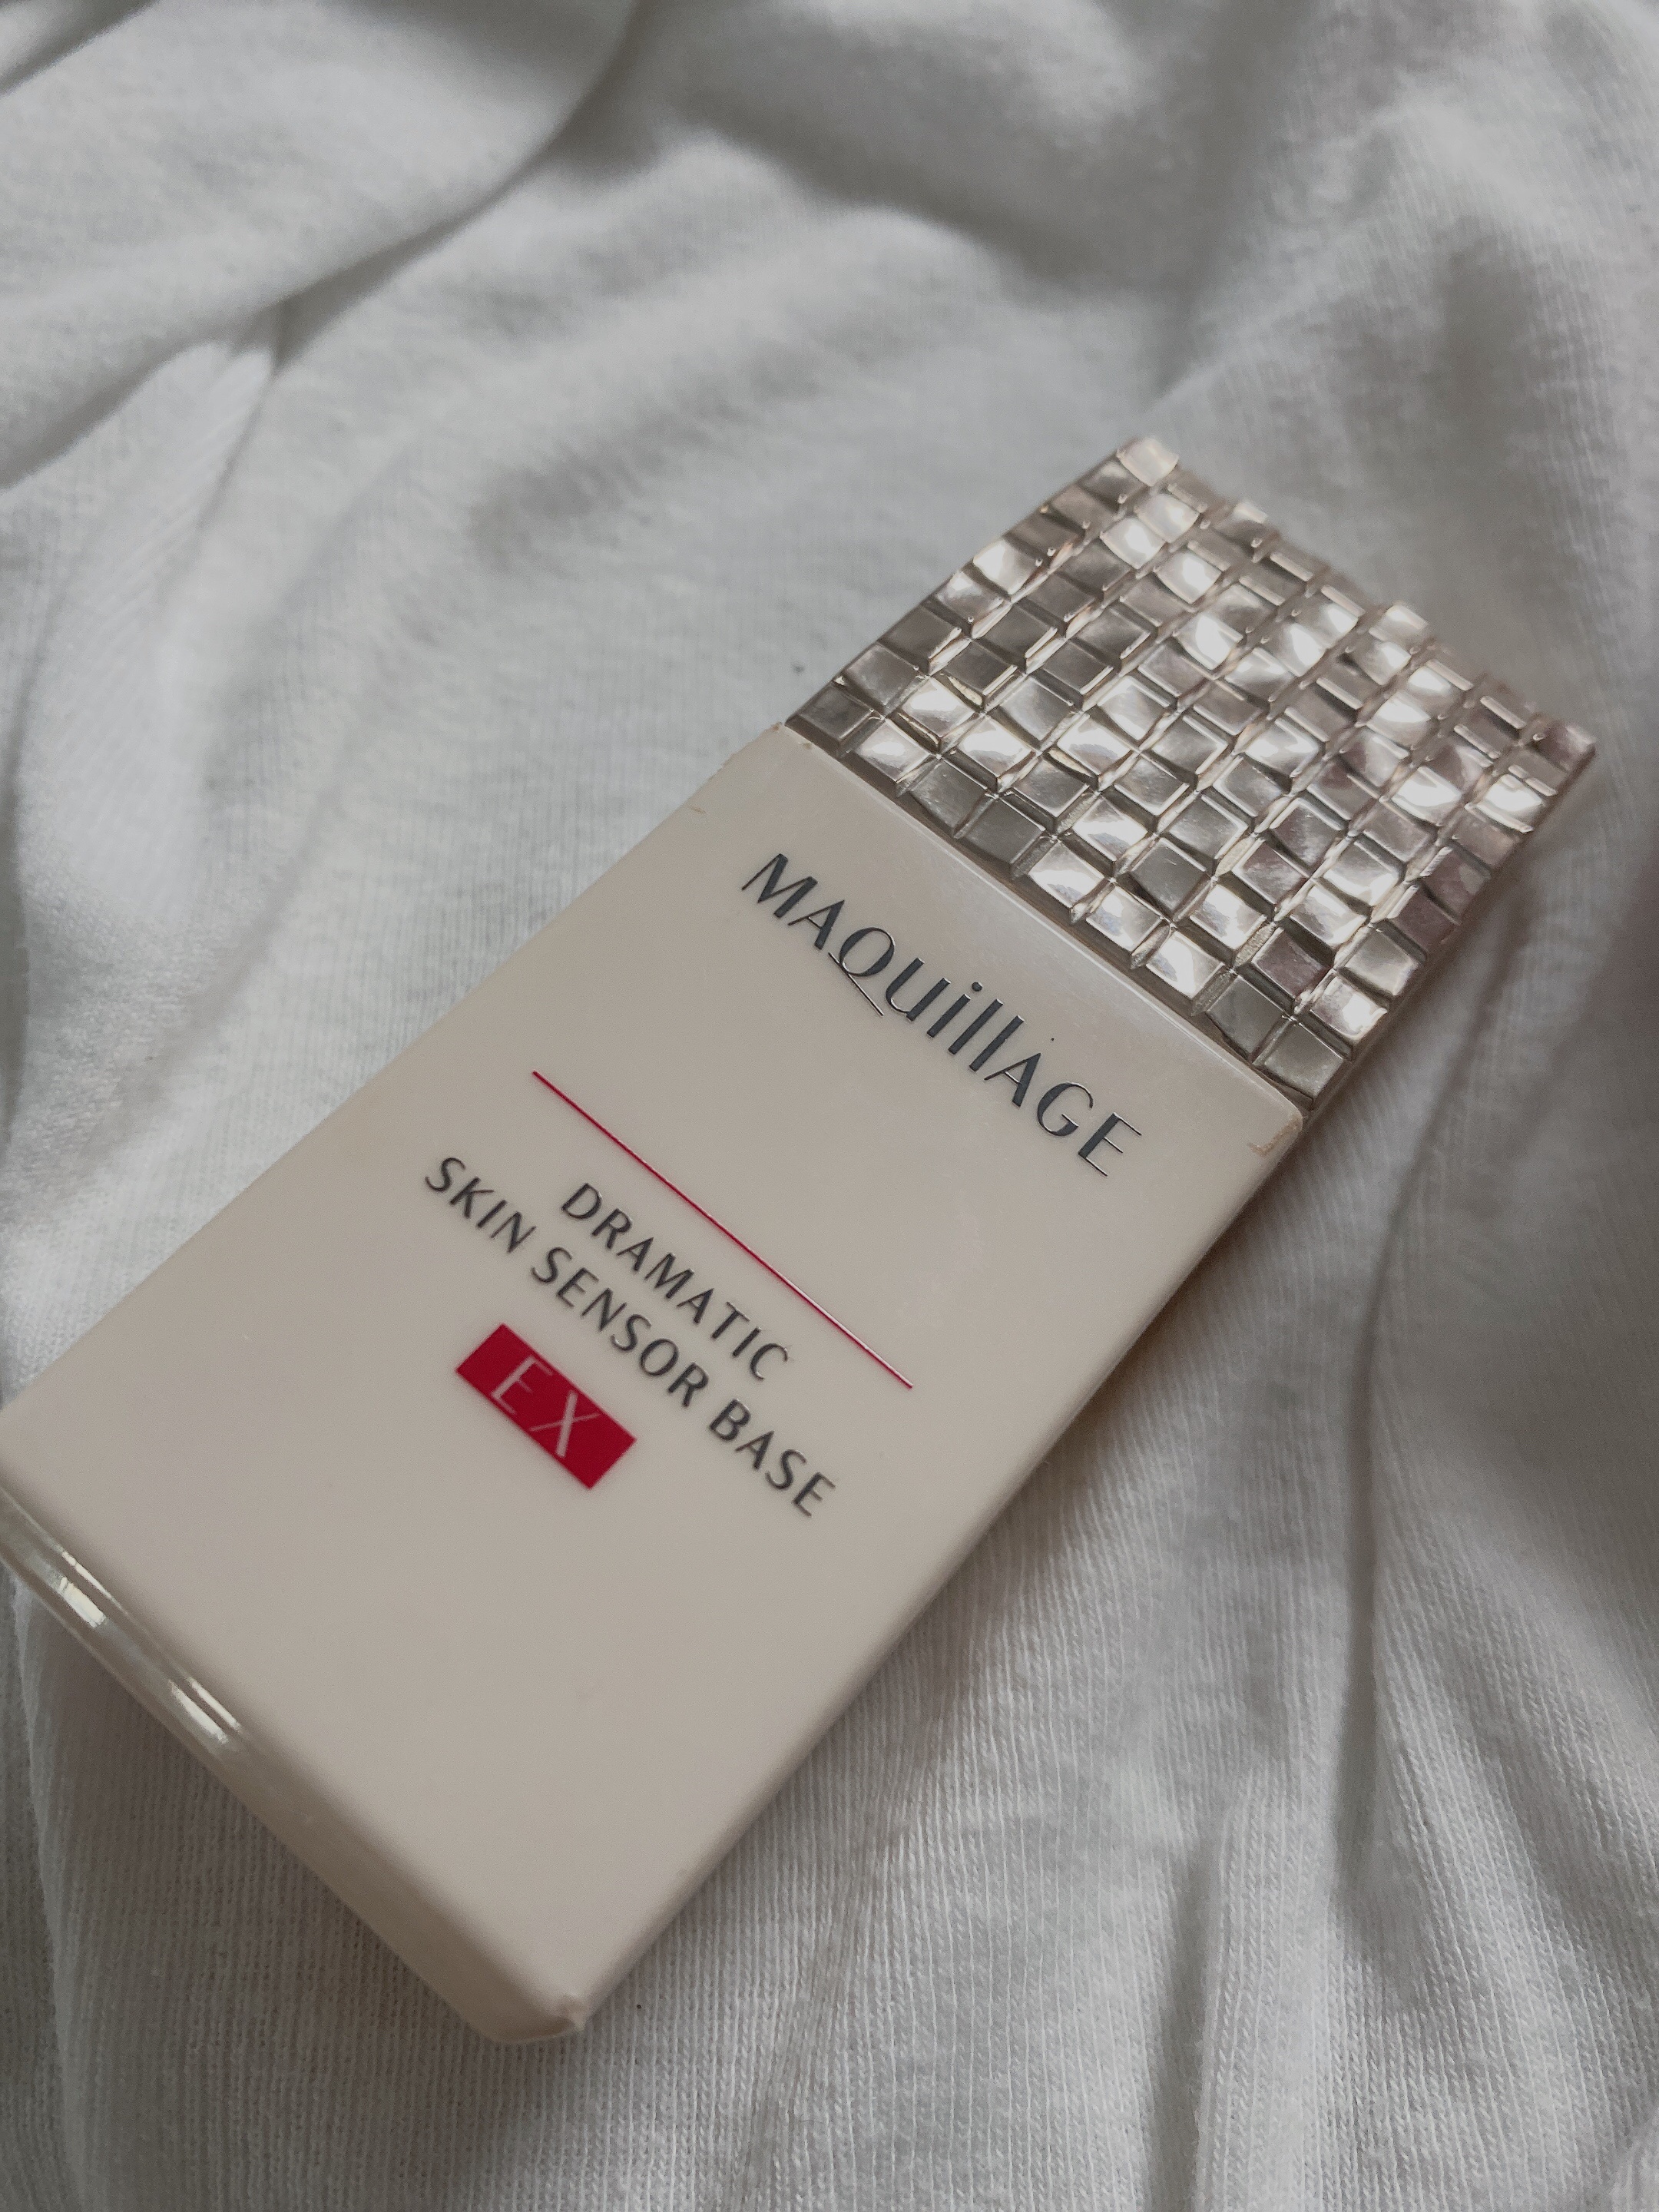 MAQuillAGE
DRAMATIC
SKIN SENSOR BASE
EX